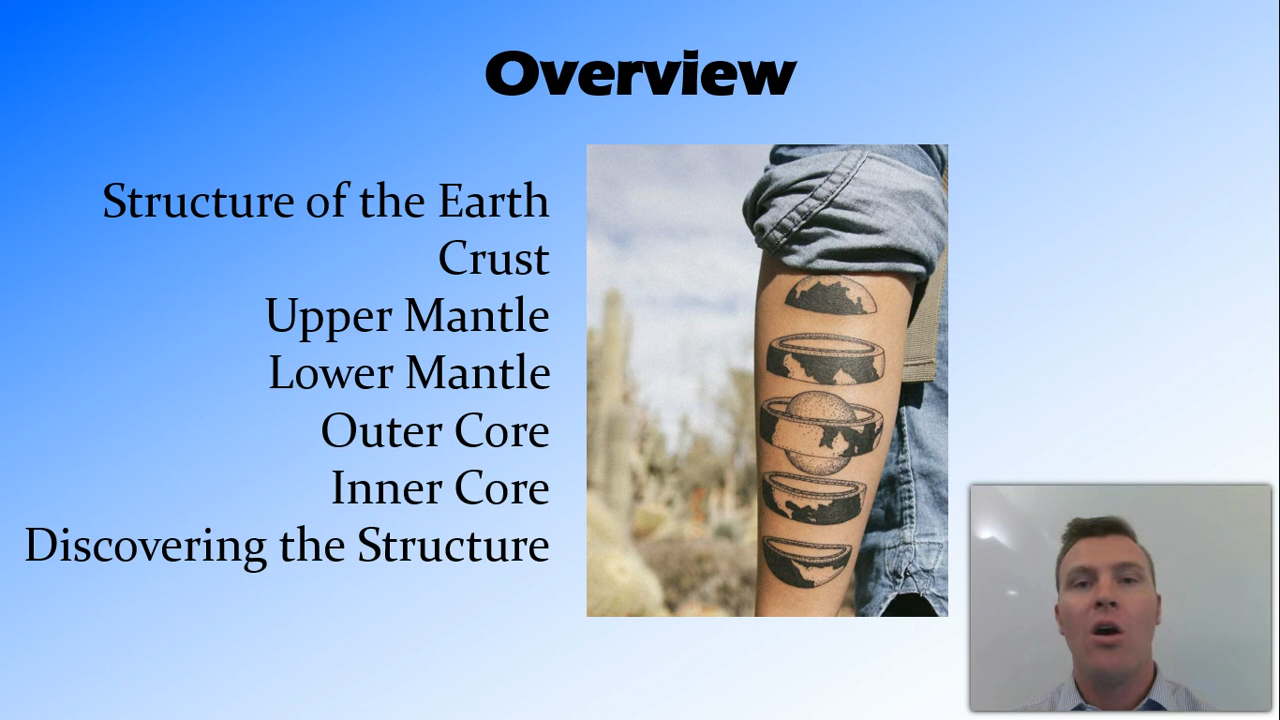 Overview
Structure of the Earth
Crust
Upper Mantle
Lower Mantle
Outer Core
Inner Core
Discovering the Structure